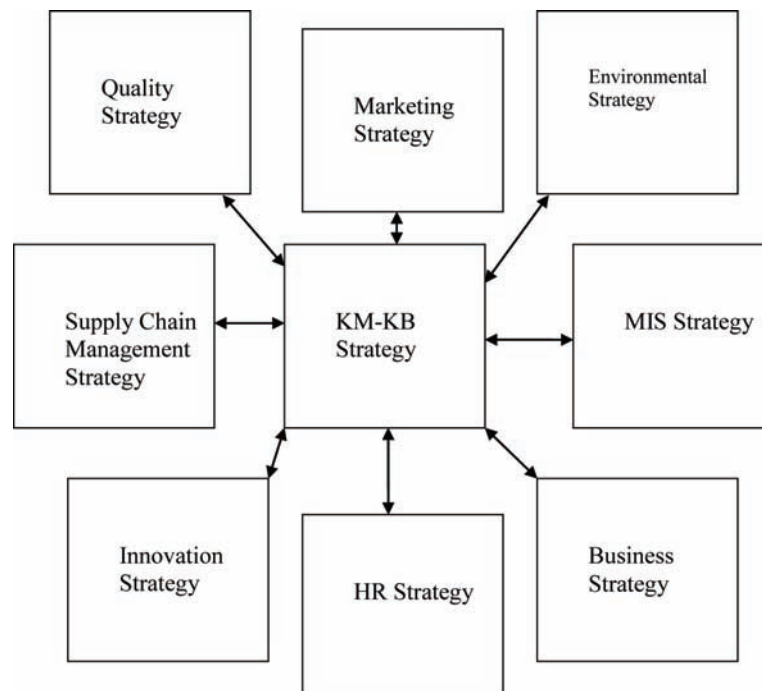 Quality
Strategy
Marketing
Strategy
Environmental
Strategy
Supply Chain
Management
Strategy
KM-KB
Strategy
MIS Strategy
Innovation
Strategy
HR Strategy
Business
Strategy